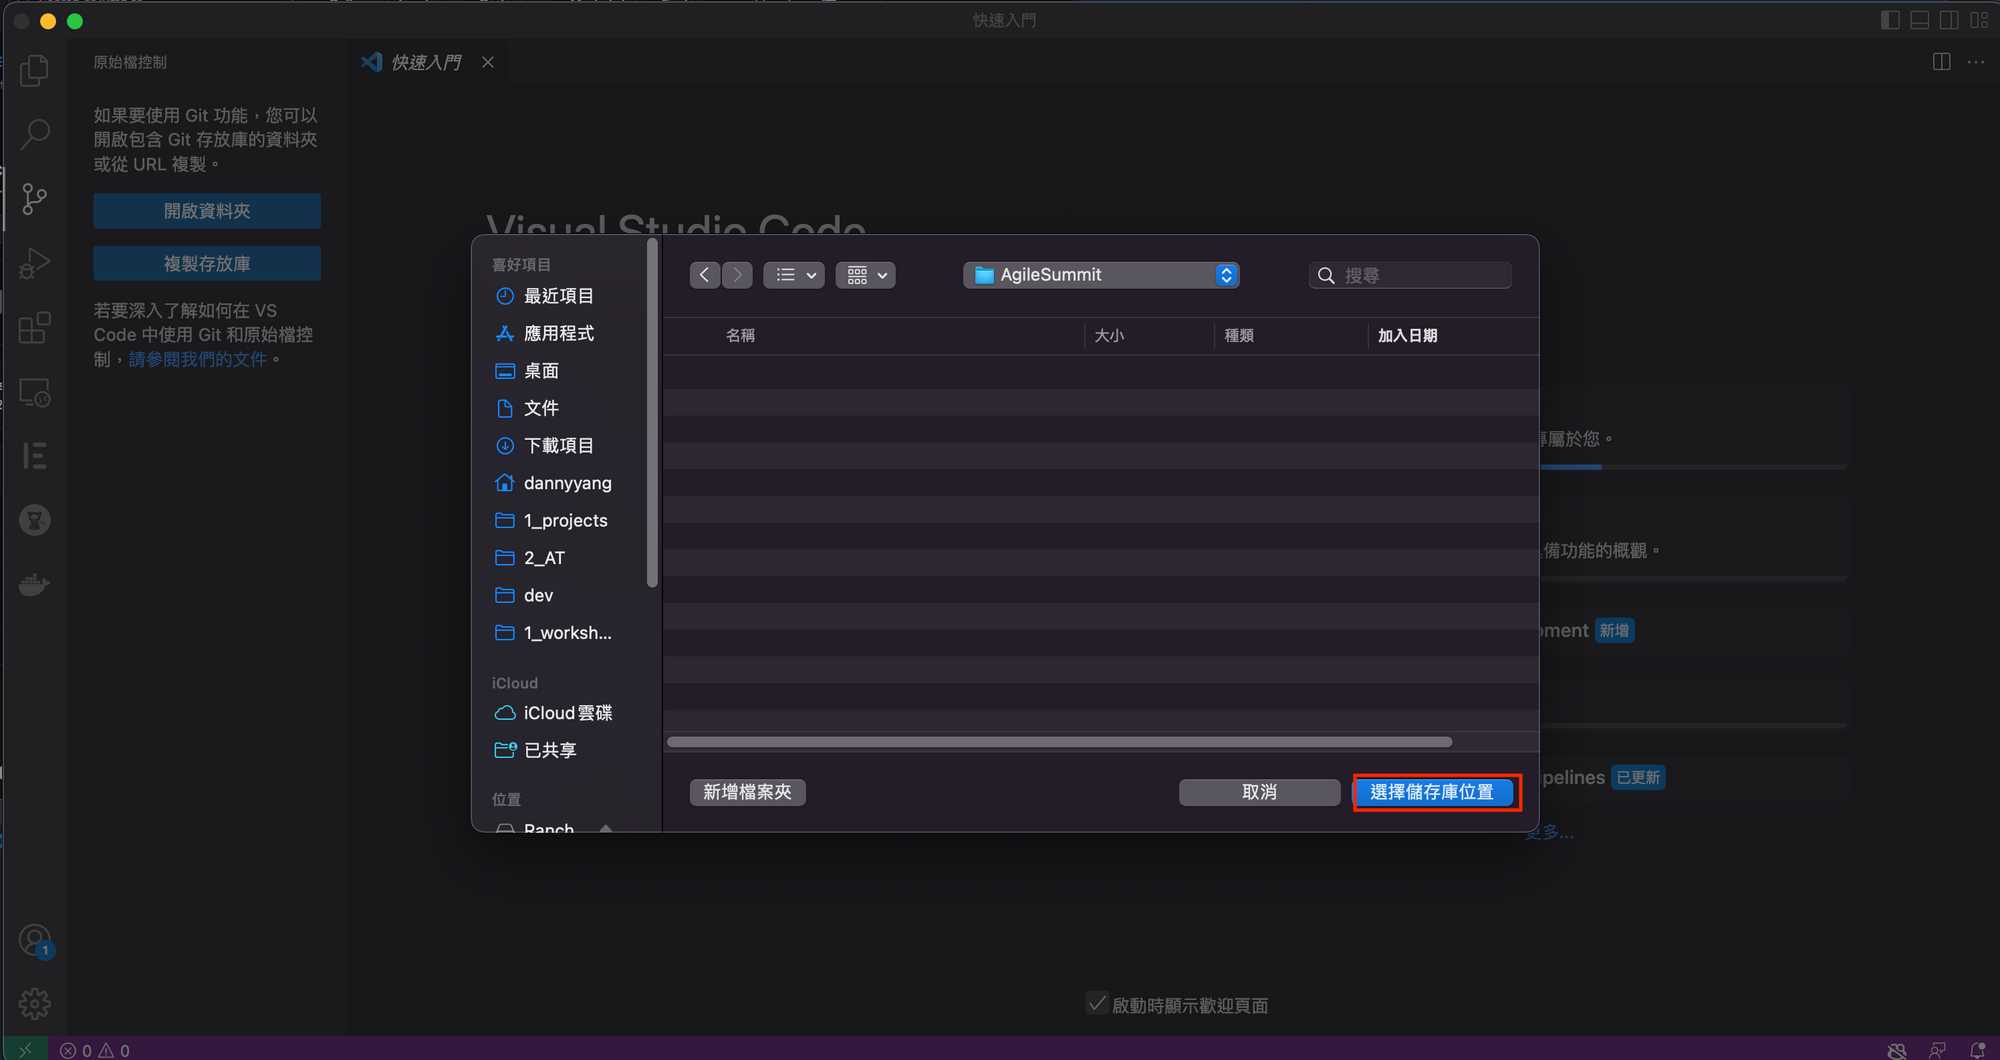 快速入門
原始檔控制
快速入門
如果要使用 Git 功能，您可以
開啟包含 Git 存放庫的資料夾
或從 URL 複製。
開啟資料夾
複製存放庫
若要深入了解如何在 VS
Code 中使用 Git 和原始檔控
制，請參閱我們的文件。
Visual Studio Code
喜好項目
最近項目
應用程式
桌面
文件
下載項目
dannyyang
1_projects
2_AT
dev
1_worksh...
iCloud
iCloud雲碟
已共享
位置
Ranch
AgileSummit
搜尋
名稱
大小
種類
加入日期
新增檔案夾
取消
選擇儲存庫位置
專屬於您。
備功能的概觀。
oment 新增
ipelines 已更新
更多...
啟動時顯示歡迎頁面
1
0
0